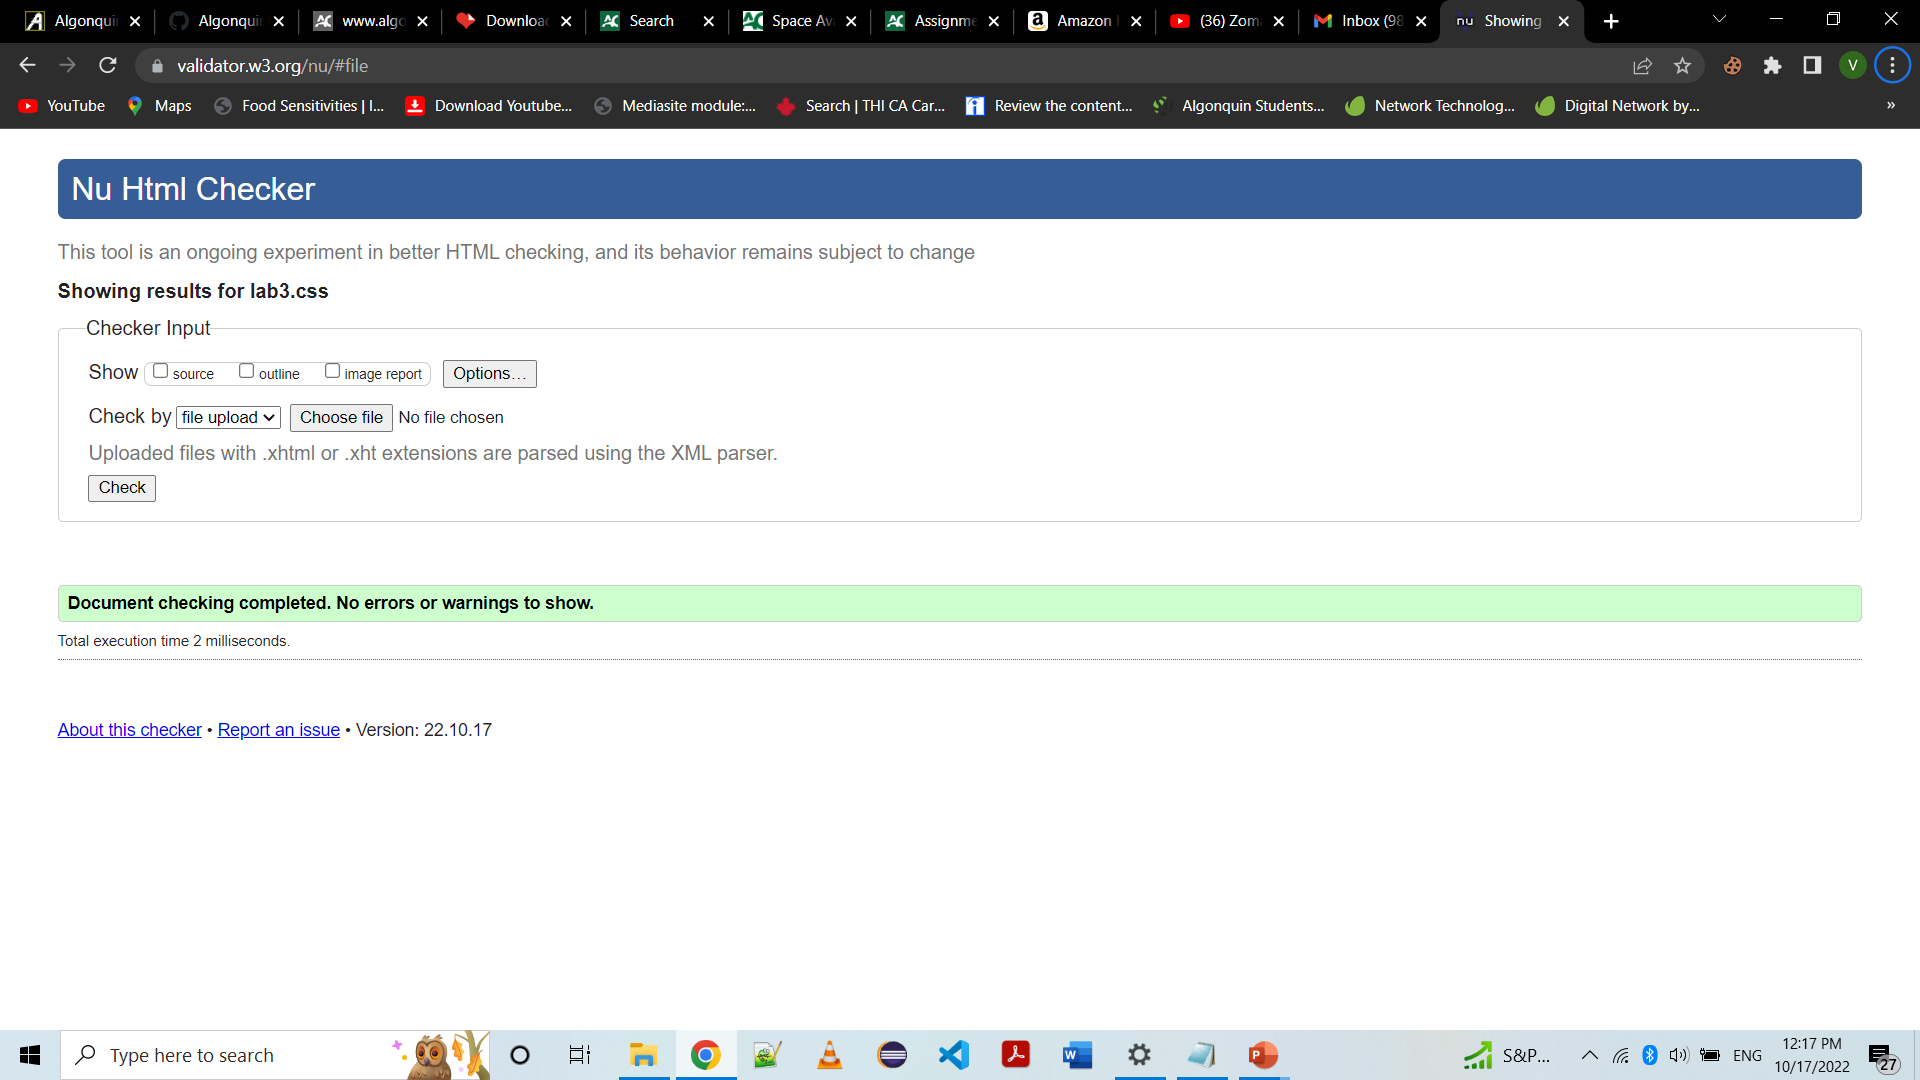 Algonqui
Algonqui
www.algo
Downloa
Search
Space Av
Assignme
Amazon
(36) Zom
Inbox (98
Showing
validator.w3.org/nu/#file
V
YouTube
Maps
Food Sensitivities | I...
Download Youtube...
Mediasite module:...
Search | THI CA Car...
Review the content...
Algonquin Students...
Network Technolog...
Digital Network by...
»
Nu Html Checker
This tool is an ongoing experiment in better HTML checking, and its behavior remains subject to change
Showing results for lab3.css
Checker Input
Show source outline image report Options...
Check by file upload Choose file No file chosen
Uploaded files with .xhtml or .xht extensions are parsed using the XML parser.
Check
Document checking completed. No errors or warnings to show.
Total execution time 2 milliseconds.
About this checker • Report an issue • Version: 22.10.17
Type here to search
S&P...
ENG
12:17 PM
10/17/2022
27